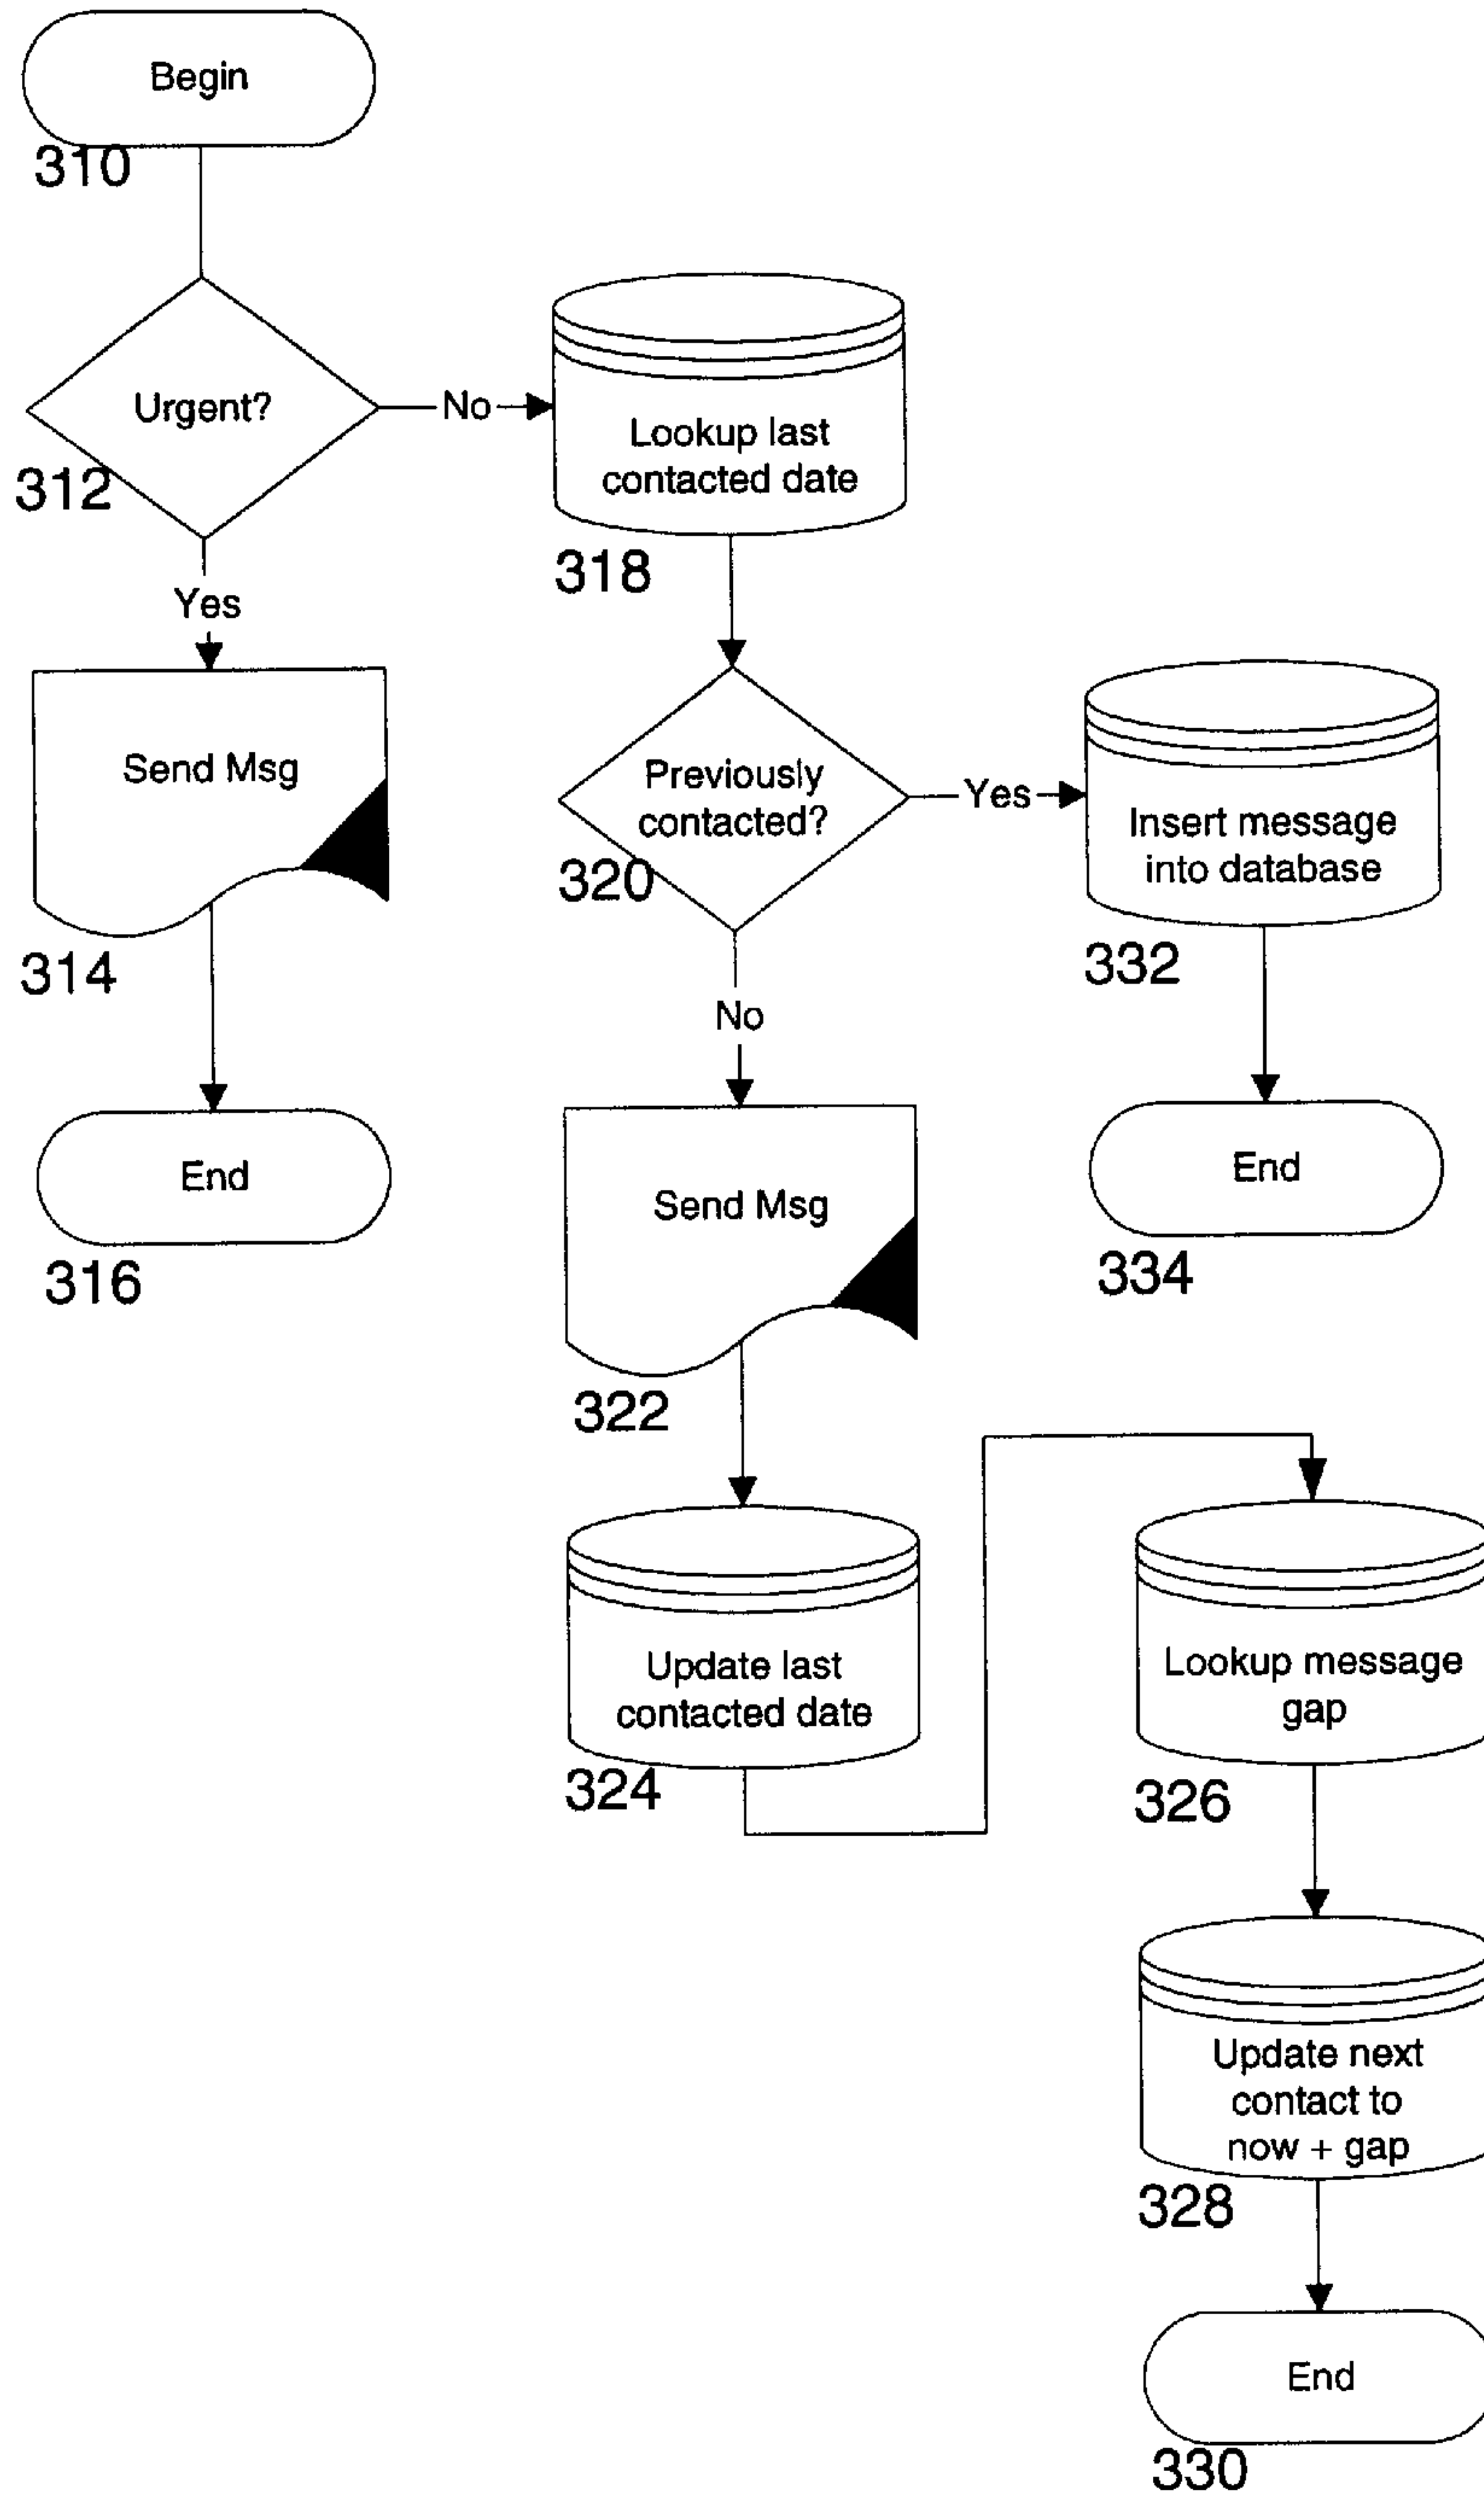 Begin
310
Urgent?
312
No
Lookup last
contacted date
318
Yes
Send Msg
314
End
316
Previously
contacted?
320
Yes
Insert message
into database
332
End
334
No
Send Msg
322
Update last
contacted date
324
Lookup message
gap
326
Update next
contact to
now + gap
328
End
330